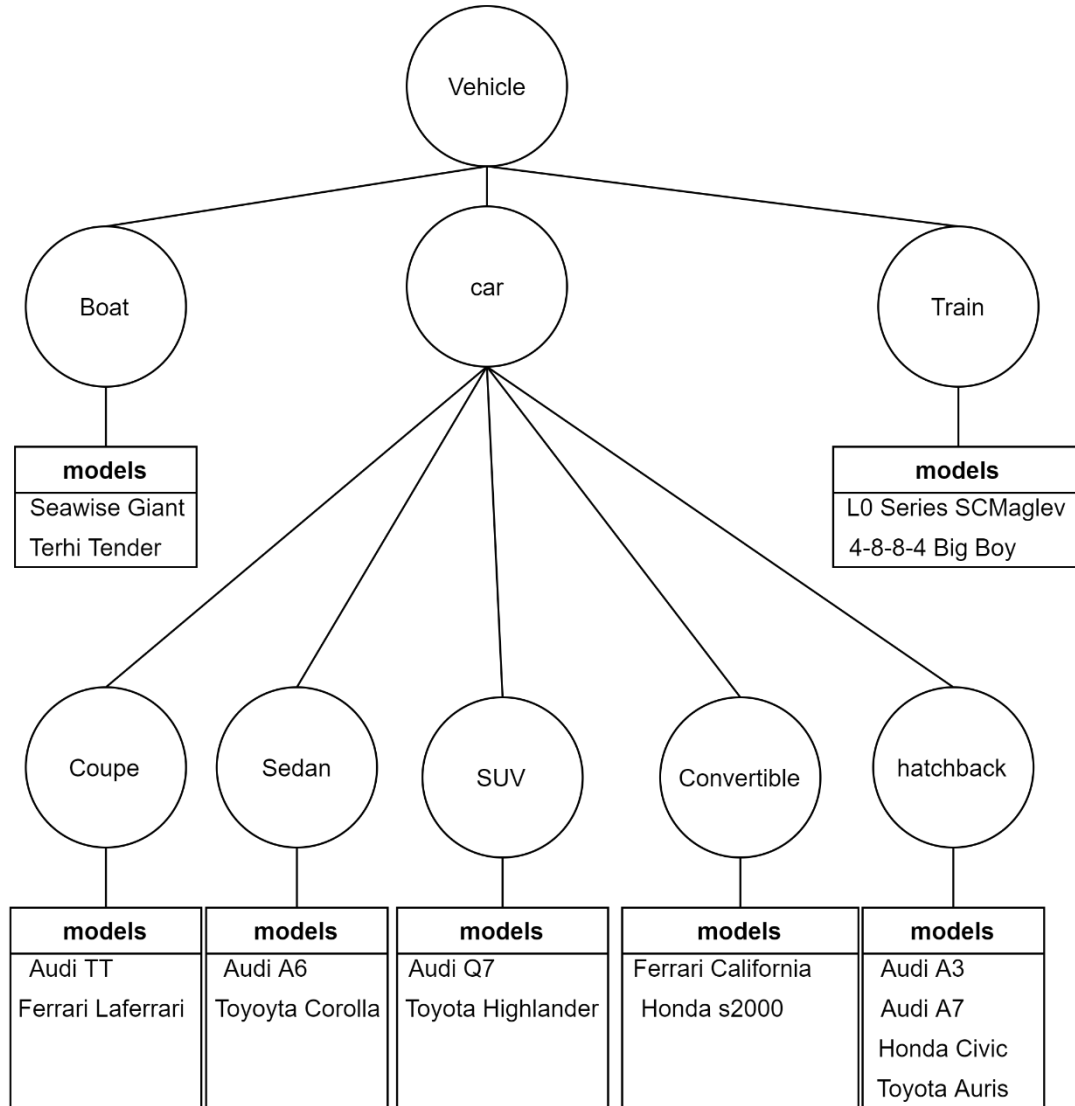 Vehicle
Boat
car
Train
models
Seawise Giant
Terhi Tender
models
L0 Series SCMaglev
4-8-8-4 Big Boy
Coupe
Sedan
SUV
Convertible
hatchback
models
Audi TT
Ferrari Laferrari
models
Audi A6
Toyoyta Corolla
models
Audi Q7
Toyota Highlander
models
Ferrari California
Honda s2000
models
Audi A3
Audi A7
Honda Civic
Toyota Auris